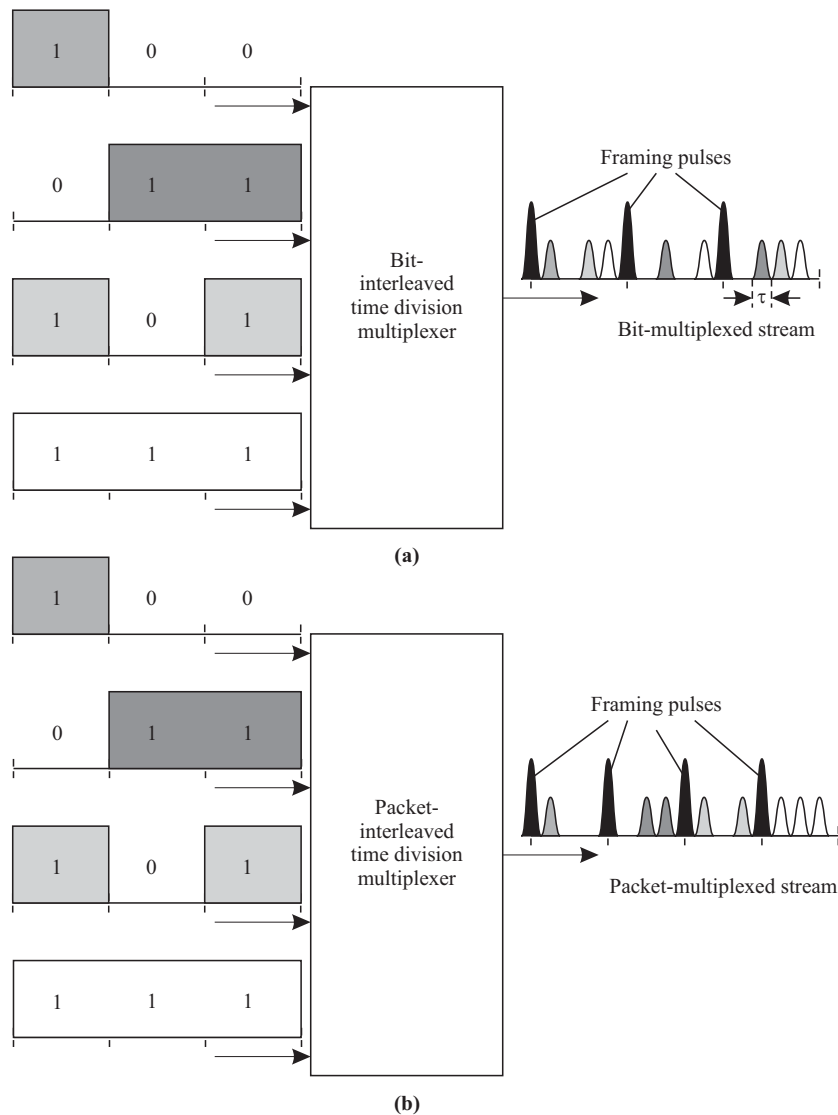 1 0 0
Framing pulses
0 1 1
Bit-
interleaved
time division
multiplexer
τ
1 0 1
Bit-multiplexed stream
1 1 1
(a)
1 0 0
Framing pulses
0 1 1
Packet-
interleaved
time division
multiplexer
1 0 1
Packet-multiplexed stream
1 1 1
(b)